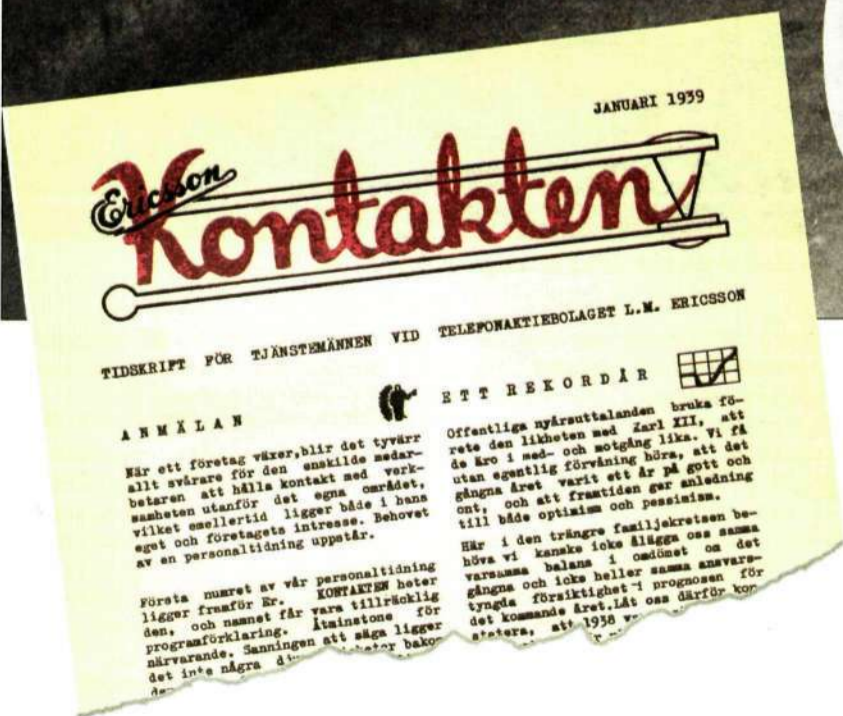 JANUARI 1939
Ericsson
Kontakten
TIDSKRIFT FÖR TJÄNSTEMÄNNEN VID TELEFONAKTIEBOLAGET L.M. ERICSSON
ANMÄLAN
När ett företag växer,blir det tyvärr
allt svårare för den enskilde medar-
betaren att hålla kontakt med verk-
samheten utanför det egna området,
vilket emellertid ligger både i hans
eget och företagets intresse. Behovet
av en personaltidning uppstår.
Första numret av vår personaltidning
ligger framför Er. KONTAKTEN heter
den, och namnet får vara tillräcklig
programförklaring. Åtminstone för
närvarande. Sanningen att säga ligger
det inte några
ETT REKORDÅR
Offentliga nyårsuttalanden bruka fö-
rete den likheten med Karl XII, att
de äro i med- och motgång lika. Vi få
utan egentlig förvåning höra, att det
gångna året varit ett år på gott och
ont, och att framtiden ger anledning
till både optimism och pessimism.
Här i den trängre familjekretsen be-
höva vi kanske icke ålägga oss samma
varsamma balans i omdömet om det
gångna och icke heller samma ansvars-
tyngda försiktighet i prognosen för
det kommande året.Låt oss därför kon
statera, att 1938